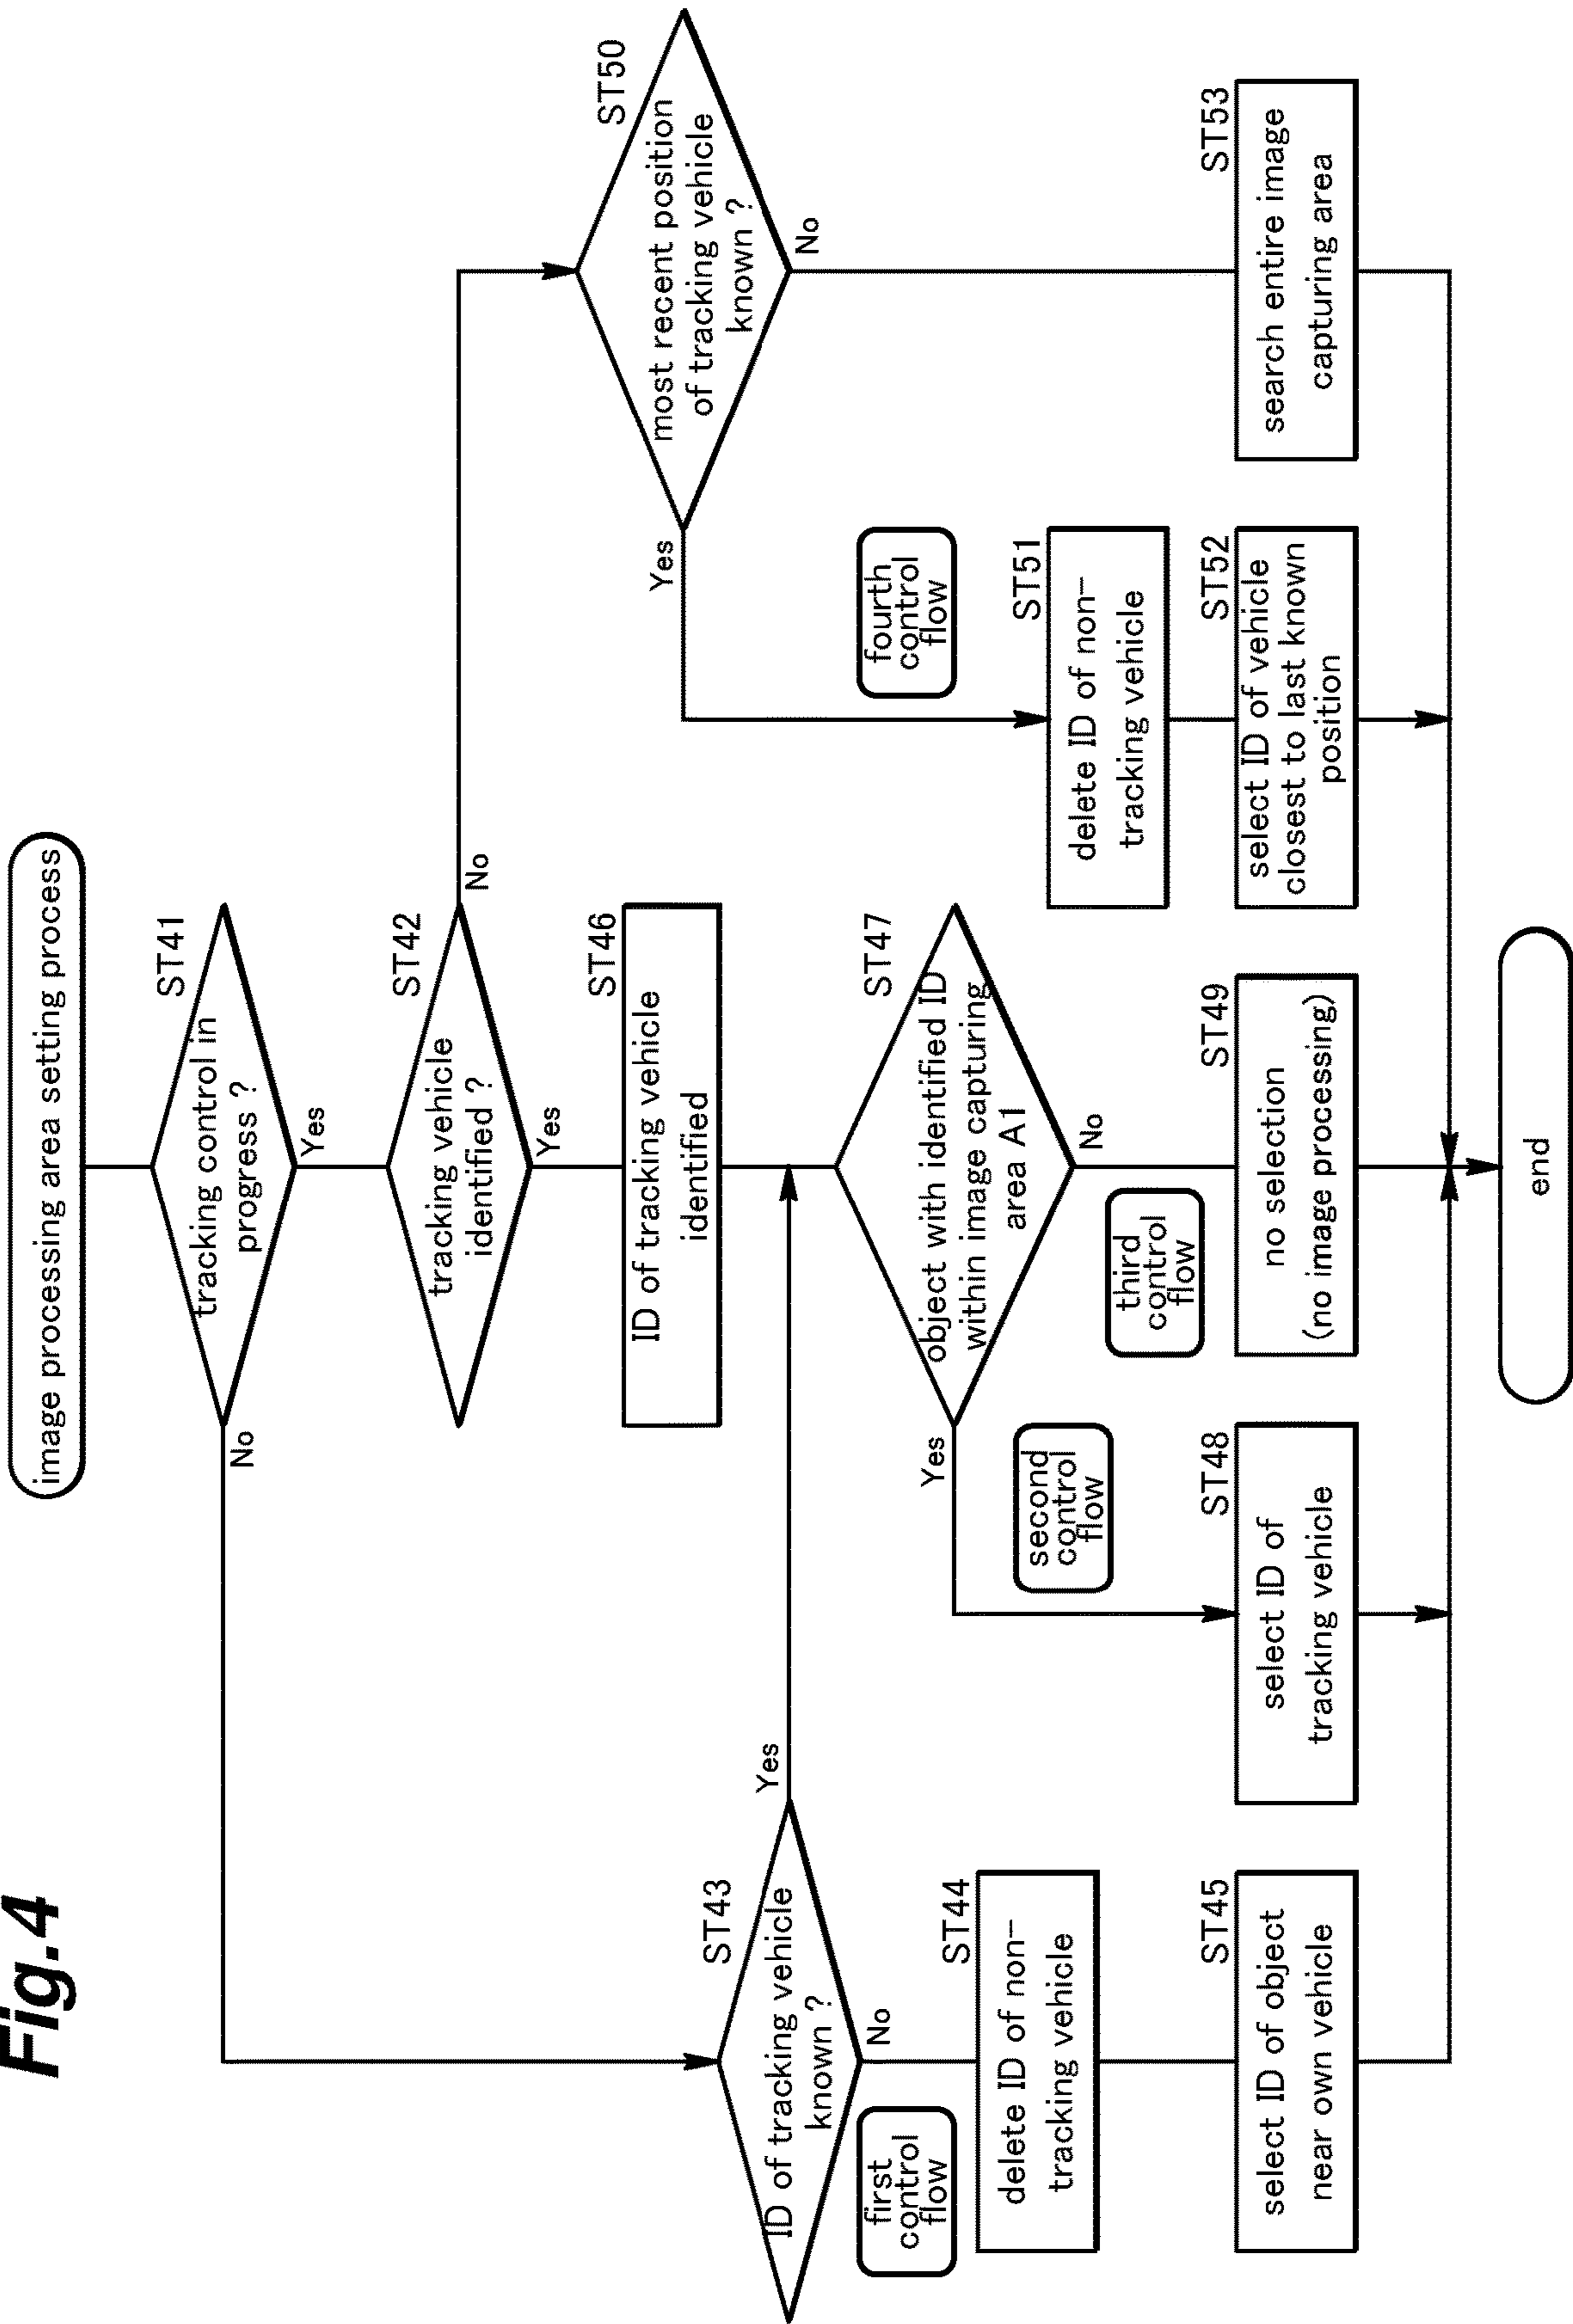 Fig.4
image processing area setting process
ST41
tracking control in
progress ?
No
Yes
ST42
tracking vehicle
identified ?
No
Yes
ST43
ID of tracking vehicle
known ?
Yes
No
first
control
flow
ST44
delete ID of non-
tracking vehicle
ST45
select ID of object
near own vehicle
ST46
ID of tracking vehicle
identified
ST47
object with identified ID
within image capturing
area A1
Yes
No
second
control
flow
ST48
select ID of
tracking vehicle
third
control
flow
ST49
no selection
(no image processing)
ST50
most recent position
of tracking vehicle
known ?
Yes
No
fourth
control
flow
ST51
delete ID of non-
tracking vehicle
ST52
select ID of vehicle
closest to last known
position
ST53
search entire image
capturing area
end